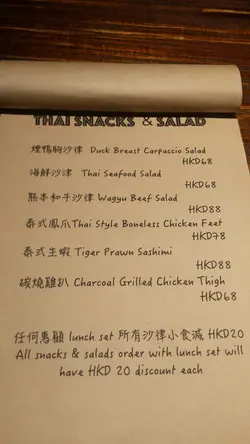 THAI SNACKS & SALAD
煙鴨胸沙律 Duck Breast Carpaccio Salad
HKD68
海鮮沙津 Thai Seafood Salad
HKD68
熊本和牛沙律 Wagyu Beef Salad
HKD88
泰式鳳爪Thai Style Boneless Chicken Feet
HKD78
泰式生蝦 Tiger Prawn Sashimi
HKD88
碳燒雞扒 Charcoal Grilled Chicken Thigh
HKD68
任何惠顧 lunch set 所有沙律小食減 HKD20
All snacks & salads order with lunch set will
have HKD 20 discount each